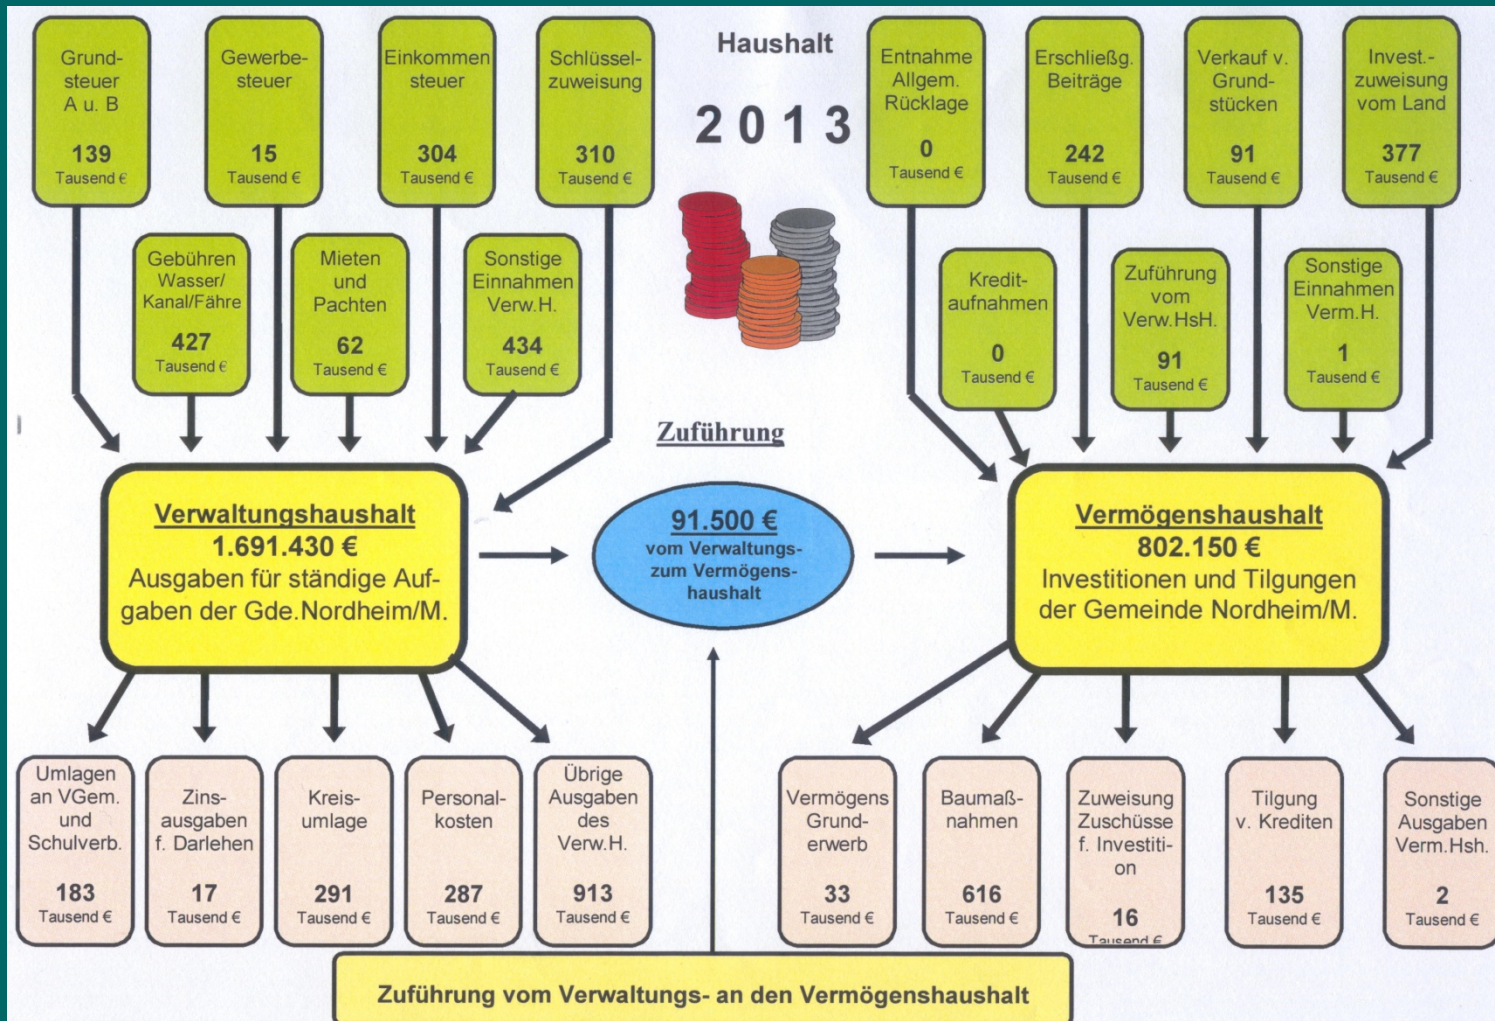 Grund-
steuer
A u. B
139
Tausend €
Gewerbe-
steuer
15
Tausend €
Einkommen
steuer
304
Tausend €
Schlüssel-
zuweisung
310
Tausend €
Haushalt
2 0 1 3
Entnahme
Allgem.
Rücklage
0
Tausend €
Erschließg.
Beiträge
242
Tausend €
Verkauf v.
Grund-
stücken
91
Tausend €
Invest.-
zuweisung
vom Land
377
Tausend €
Gebühren
Wasser/
Kanal/Fähre
427
Tausend €
Mieten
und
Pachten
62
Tausend €
Sonstige
Einnahmen
Verw.H.
434
Tausend €
Kredit-
aufnahmen
0
Tausend €
Zuführung
vom
Verw.HsH.
91
Tausend €
Sonstige
Einnahmen
Verm.H.
1
Tausend €
Zuführung
Verwaltungshaushalt
1.691.430 €
Ausgaben für ständige Auf-
gaben der Gde.Nordheim/M.
91.500 €
vom Verwaltungs-
zum Vermögens-
haushalt
Vermögenshaushalt
802.150 €
Investitionen und Tilgungen
der Gemeinde Nordheim/M.
Umlagen
an VGem.
und
Schulverb.
183
Tausend €
Zins-
ausgaben
f. Darlehen
17
Tausend €
Kreis-
umlage
291
Tausend €
Personal-
kosten
287
Tausend €
Übrige
Ausgaben
des
Verw.H.
913
Tausend €
Vermögens
Grund-
erwerb
33
Tausend €
Baumaß-
nahmen
616
Tausend €
Zuweisung
Zuschüsse
f. Investiti-
on
16
Tausend €
Tilgung
v. Krediten
135
Tausend €
Sonstige
Ausgaben
Verm.Hsh.
2
Tausend €
Zuführung vom Verwaltungs- an den Vermögenshaushalt